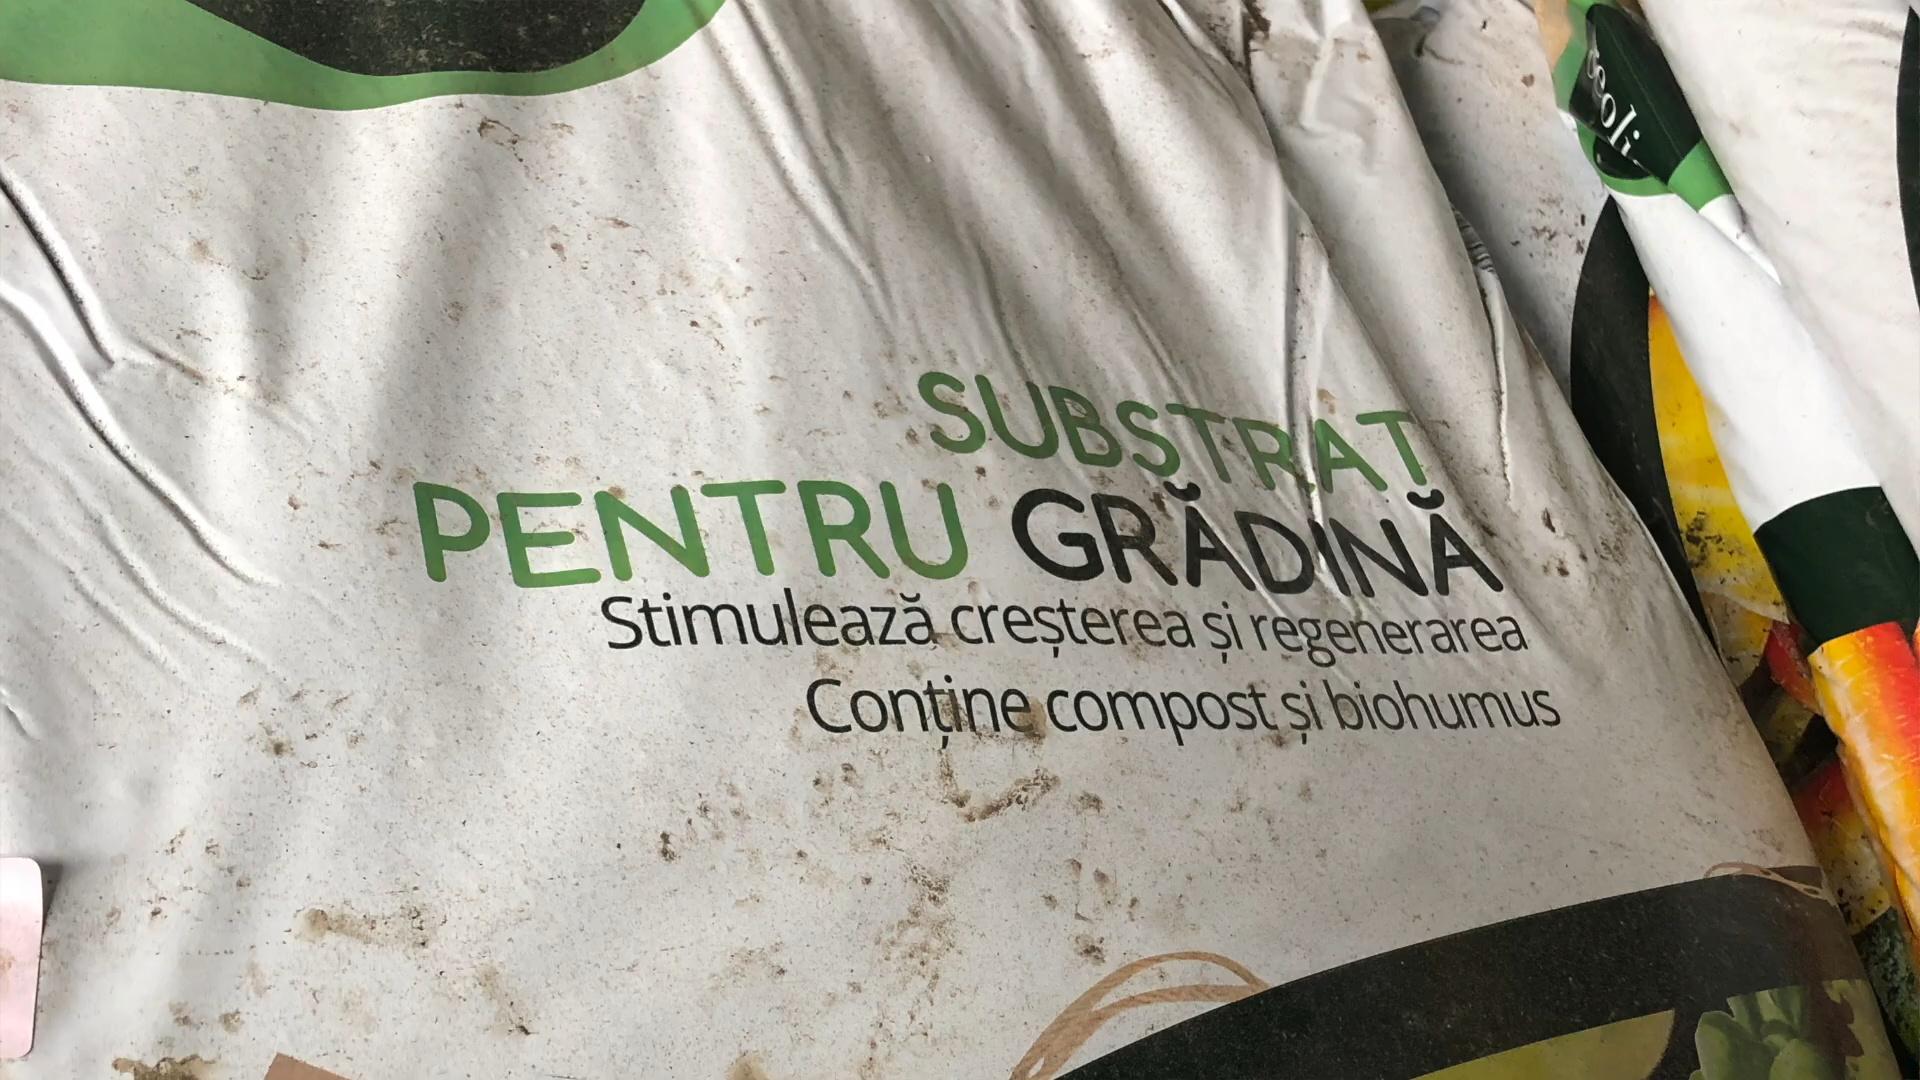 SUBSTRAT
PENTRU GRĂDINĂ
Stimulează creșterea și regenerarea
Conține compost și biohumus